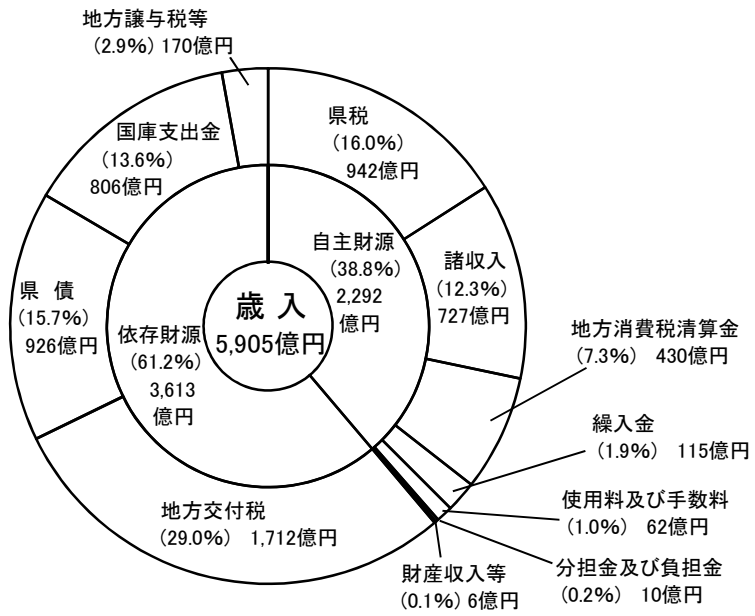 地方譲与税等
(2.9%) 170億円
県税
(16.0%)
942億円
国庫支出金
(13.6%)
806億円
自主財源
(38.8%)
2,292
億円
諸収入
(12.3%)
727億円
歳 入
5,905億円
県 債
(15.7%)
926億円
依存財源
(61.2%)
3,613
億円
地方消費税清算金
(7.3%) 430億円
繰入金
(1.9%) 115億円
使用料及び手数料
(1.0%) 62億円
分担金及び負担金
(0.2%) 10億円
財産収入等
(0.1%) 6億円
地方交付税
(29.0%) 1,712億円